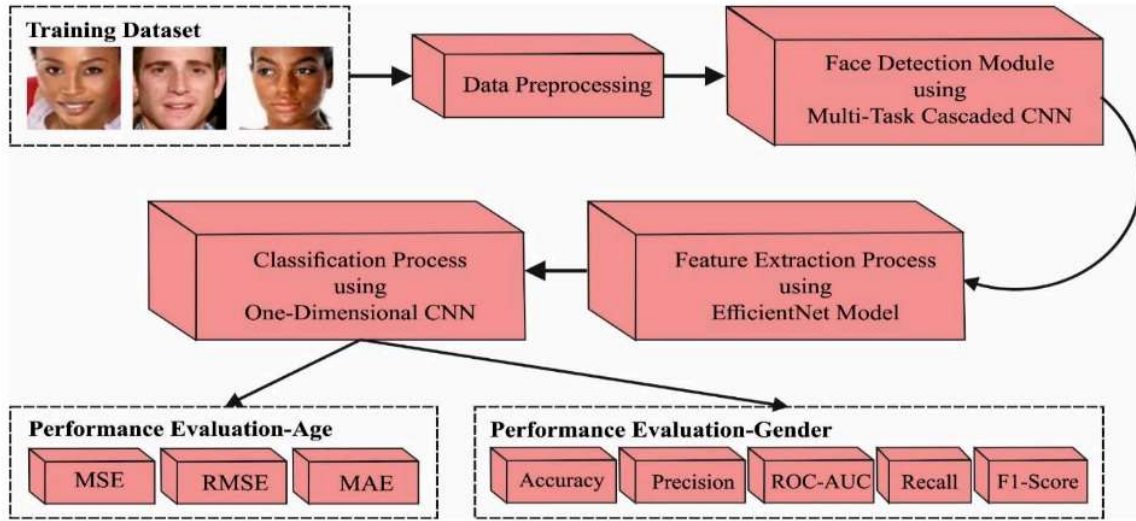 Training Dataset
Data Preprocessing
Face Detection Module
using
Multi-Task Cascaded CNN
Classification Process
using
One-Dimensional CNN
Feature Extraction Process
using
EfficientNet Model
Performance Evaluation-Age
MSE
RMSE
MAE
Performance Evaluation-Gender
Accuracy
Precision
ROC-AUC
Recall
F1-Score